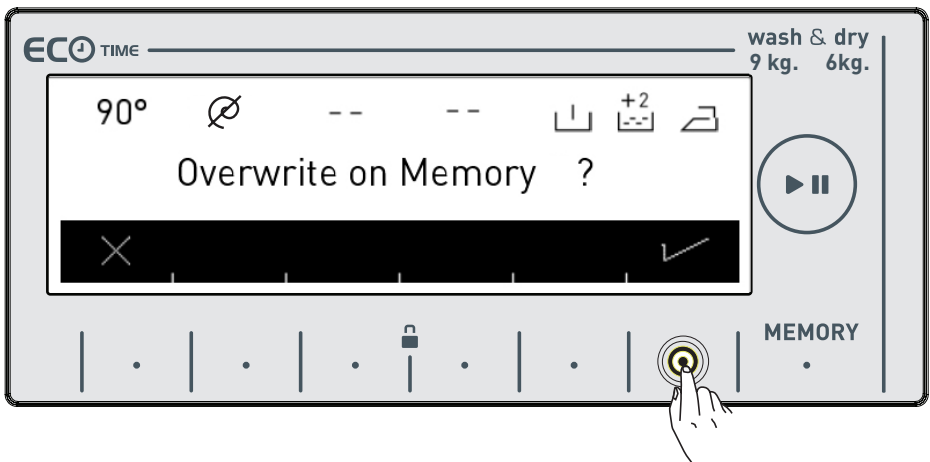 ECO TIME
wash & dry
9 kg. 6kg.
90° -- --
+2
Overwrite on Memory ?
MEMORY